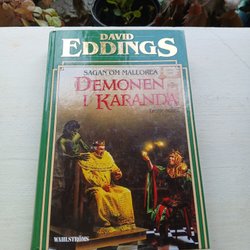 DAVID
EDDINGS
SAGAN OM MALLOREA
DEMONEN
I KARANDA
WAHLSTRÖMS